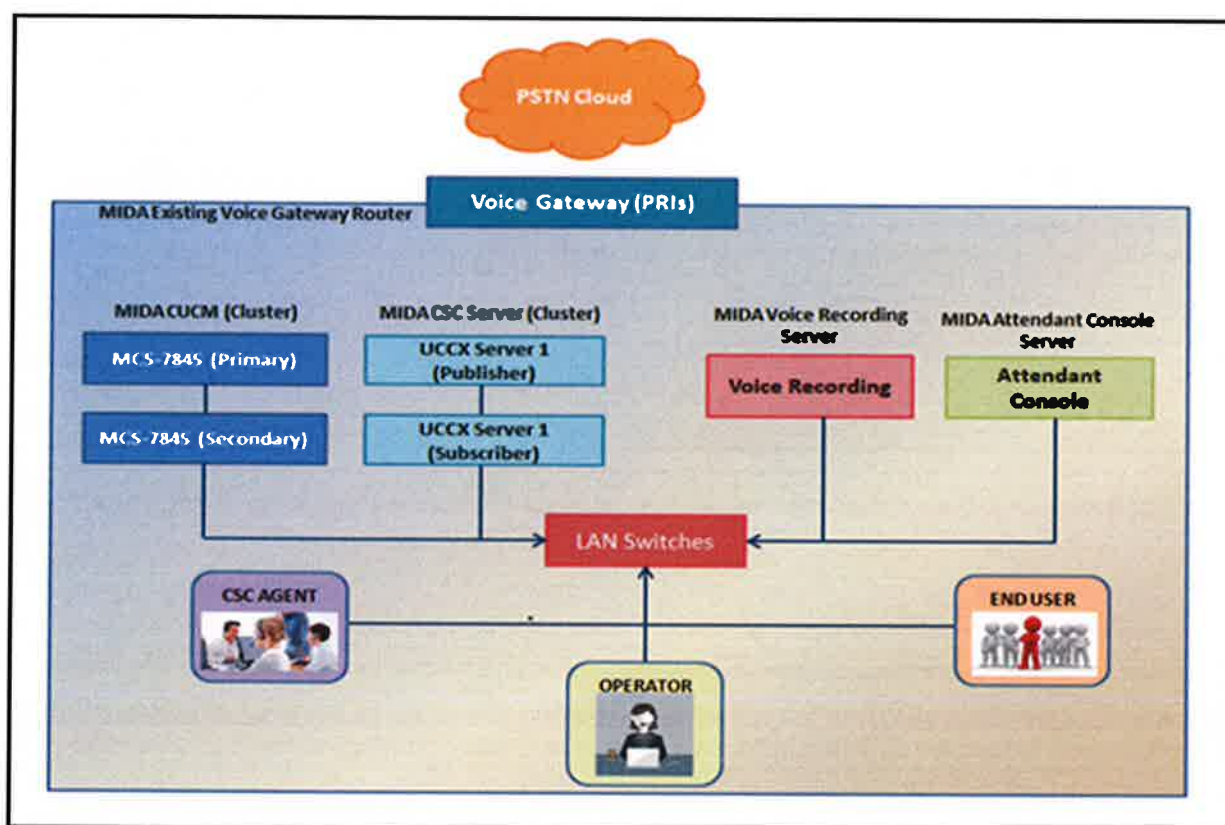 PSTN Cloud
Voice Gateway (PRIs)
MIDA Existing Voice Gateway Router
MIDA CUCM (Cluster)
MCS-7845 (Primary)
MCS-7845 (Secondary)
MIDA CSC Server (Cluster)
UCCX Server 1
(Publisher)
UCCX Server 1
(Subscriber)
MIDA Voice Recording
Server
Voice Recording
MIDA Attendant Console
Server
Attendant
Console
LAN Switches
CSC AGENT
OPERATOR
END USER